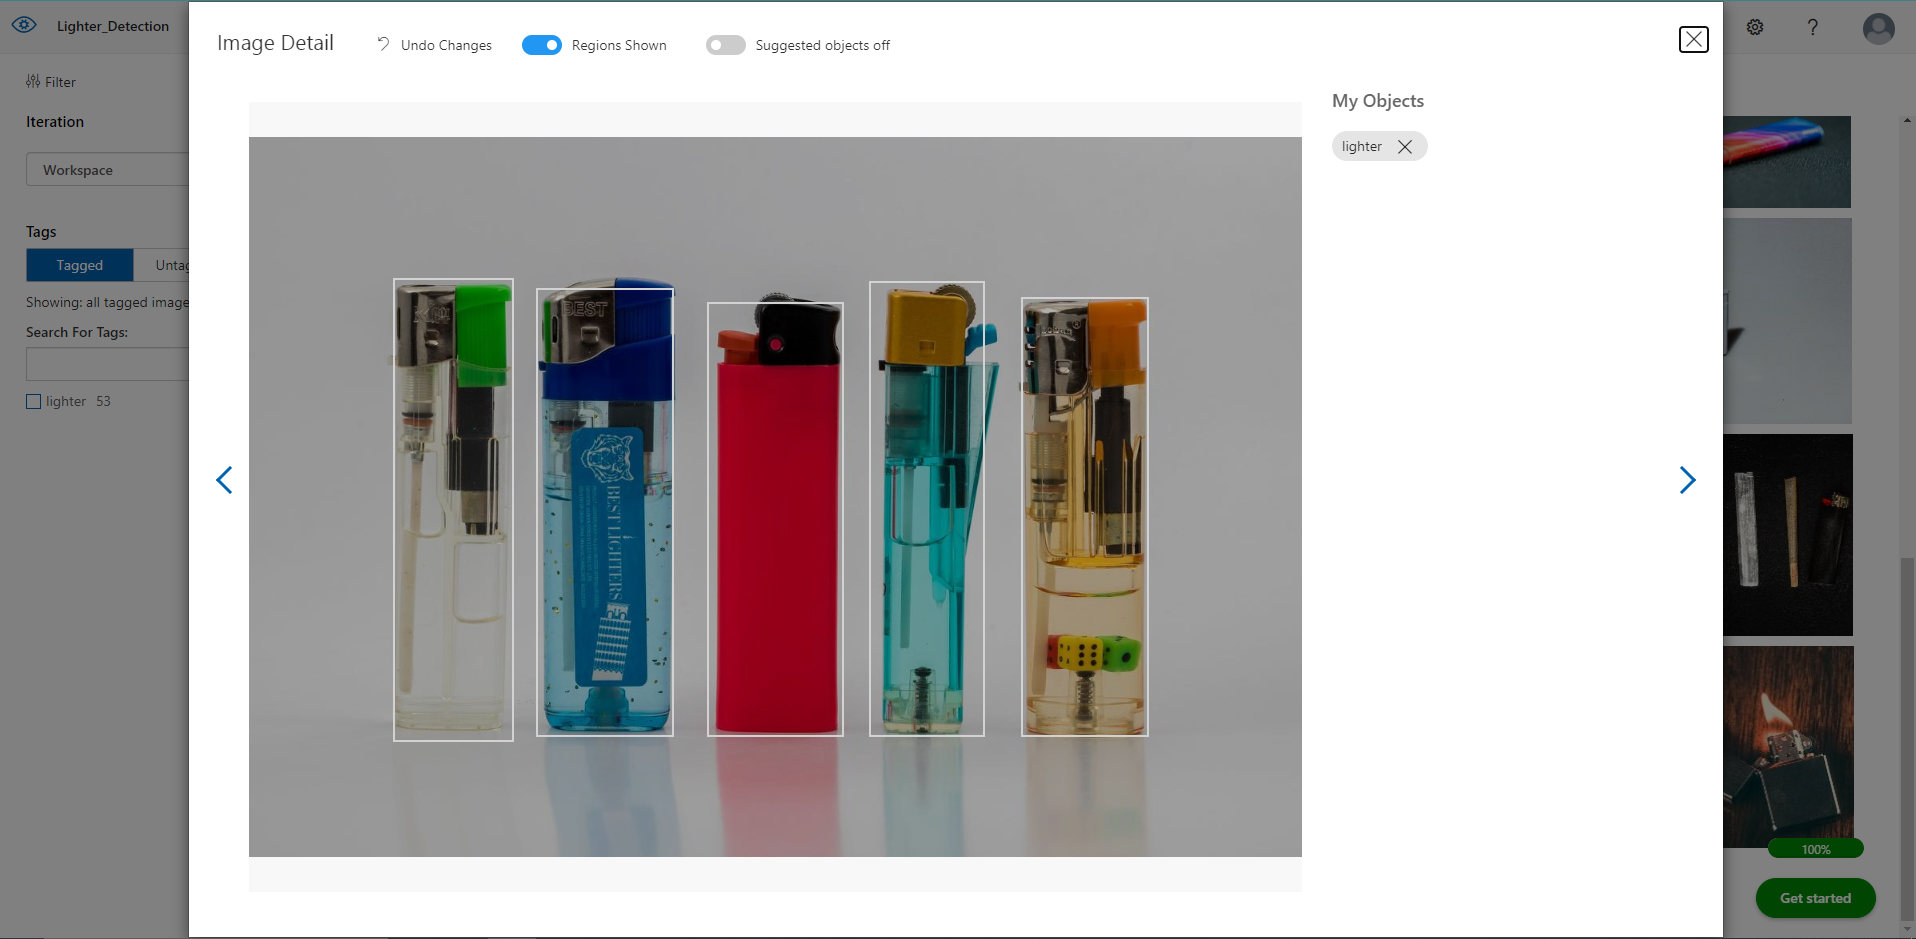 Lighter_Detection
Image Detail
Undo Changes
Regions Shown
Suggested objects off
?
Filter
Iteration
Workspace
Tags
Tagged
Untag
Showing: all tagged image
Search For Tags:
lighter 53
My Objects
lighter
BEST
BEST LIGHTERS
100%
Get started